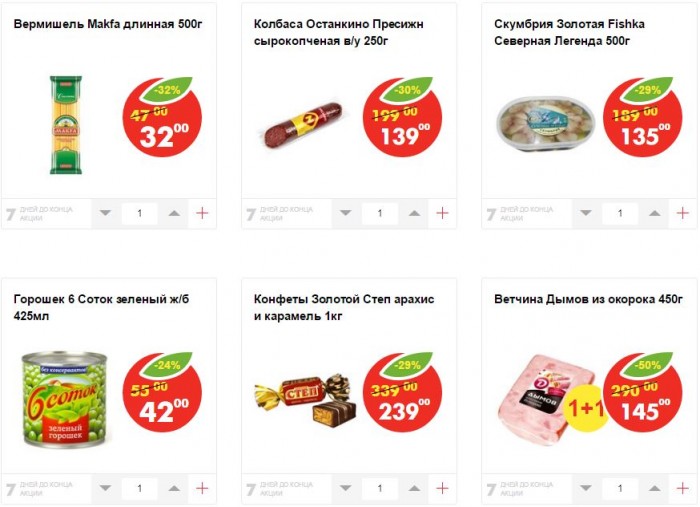 Вермишель Makfa длинная 500г
-32%
47 00
32 00
MAKFA
7 ДНЕЙ ДО КОНЦА
АКЦИИ
1
+
Колбаса Останкино Пресижн
сырокопченая в/у 250г
-30%
199 00
139 00
7 ДНЕЙ ДО КОНЦА
АКЦИИ
1
+
Скумбрия Золотая Fishka
Северная Легенда 500г
-29%
189 00
135 00
7 ДНЕЙ ДО КОНЦА
АКЦИИ
1
+
Горошек 6 Соток зеленый ж/б
425мл
-24%
55 00
42 00
без консервантов!
6 соток
зеленый
горошек
7 ДНЕЙ ДО КОНЦА
АКЦИИ
1
+
Конфеты Золотой Степ арахис
и карамель 1кг
-29%
339 00
239 00
СТЕП
7 ДНЕЙ ДО КОНЦА
АКЦИИ
1
+
Ветчина Дымов из окорока 450г
-50%
290 00
145 00
Д
ДЫМОВ
1+1
7 ДНЕЙ ДО КОНЦА
АКЦИИ
1
+